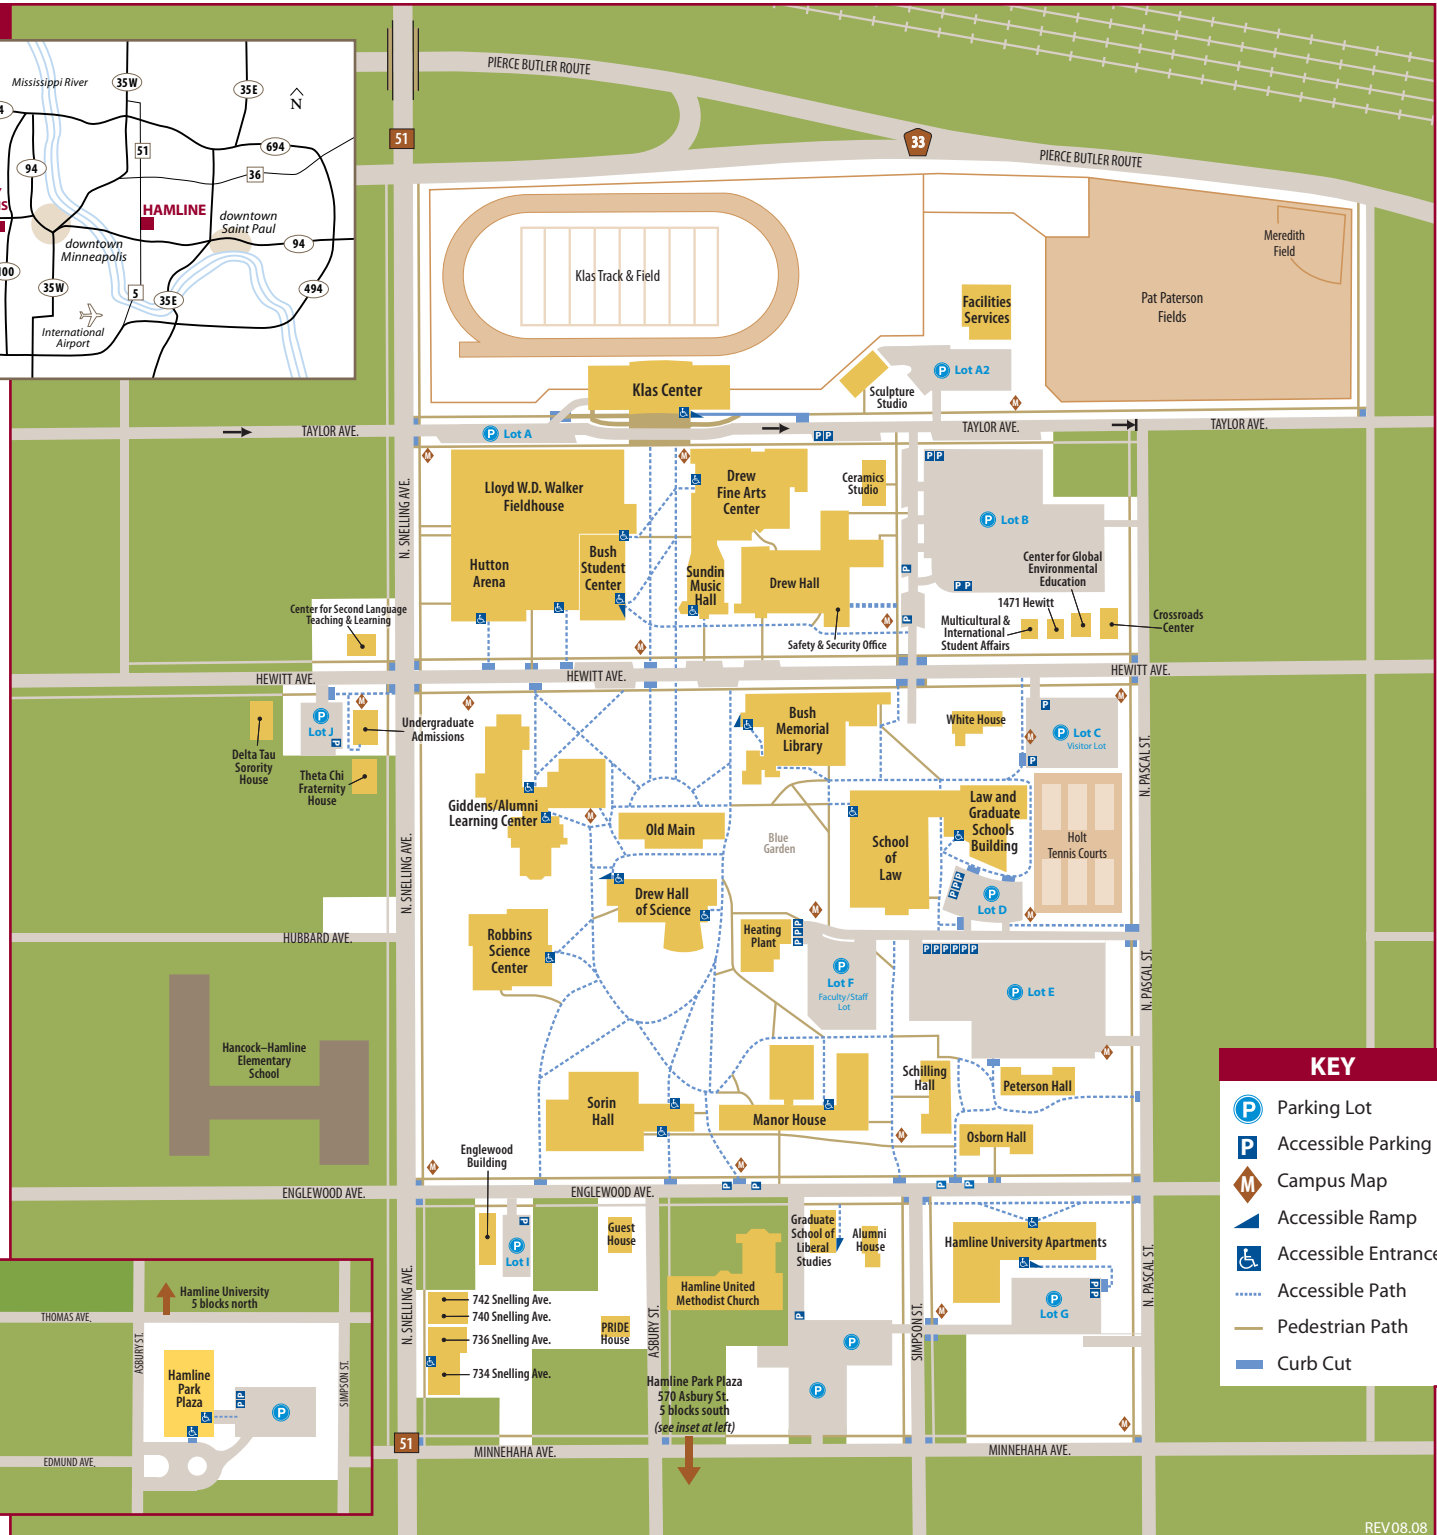 Mississippi River
35W
35E
N
4
51
694
94
36
HAMLINE
downtown
Saint Paul
downtown
Minneapolis
94
100
35W
5
35E
494
International
Airport
PIERCE BUTLER ROUTE
51
33
PIERCE BUTLER ROUTE
Klas Track & Field
Meredith
Field
Pat Paterson
Fields
Facilities
Services
P Lot A2
Sculpture
Studio
Klas Center
M
TAYLOR AVE.
P Lot A
P P
TAYLOR AVE.
TAYLOR AVE.
M
M
N. SNELLING AVE.
Lloyd W.D. Walker
Fieldhouse
Drew
Fine Arts
Center
Ceramics
Studio
P P
P Lot B
Hutton
Arena
Bush
Student
Center
Sundin
Music
Hall
Drew Hall
P
P P
Center for Global
Environmental
Education
1471 Hewitt
Multicultural &
International
Student Affairs
Crossroads
Center
Center for Second Language
Teaching & Learning
Safety & Security Office
M
P
M
HEWITT AVE.
HEWITT AVE.
HEWITT AVE.
P
Lot J
P
M
M
Undergraduate
Admissions
Delta Tau
Sorority
House
Theta Chi
Fraternity
House
Bush
Memorial
Library
White House
P
M
P Lot C
Visitor Lot
M
P
N. PASCAL ST.
Giddens/Alumni
Learning Center
M
Old Main
Blue
Garden
School
of
Law
Law and
Graduate
Schools
Building
Holt
Tennis Courts
N. SNELLING AVE.
Drew Hall
of Science
P P P
P
Lot D
M
M
HUBBARD AVE.
Robbins
Science
Center
Heating
Plant
P P P
P
Lot F
Faculty/Staff
Lot
P P P P P P
P Lot E
N. PASCAL ST.
M
Hancock–Hamline
Elementary
School
Sorin
Hall
Manor House
Schilling
Hall
Peterson Hall
Osborn Hall
M
M
M
Englewood
Building
ENGLEWOOD AVE.
ENGLEWOOD AVE.
P P
P P
P
P
Lot I
Guest
House
Hamline United
Methodist Church
Graduate
School of
Liberal
Studies
Alumni
House
Hamline University Apartments
P P
P
Lot G
M
N. SNELLING AVE.
742 Snelling Ave.
740 Snelling Ave.
736 Snelling Ave.
734 Snelling Ave.
PRIDE
House
ASBURY ST.
SIMPSON ST.
N. PASCAL ST.
P
P
P
Hamline Park Plaza
570 Asbury St.
5 blocks south
(see inset at left)
M
51
MINNEHAHA AVE.
MINNEHAHA AVE.
Hamline University
5 blocks north
THOMAS AVE.
ASBURY ST.
SIMPSON ST.
Hamline
Park
Plaza
P P
P
EDMUND AVE.
KEY
P Parking Lot
P Accessible Parking
M Campus Map
Accessible Ramp
Accessible Entrance
Accessible Path
Pedestrian Path
Curb Cut
REV08.08